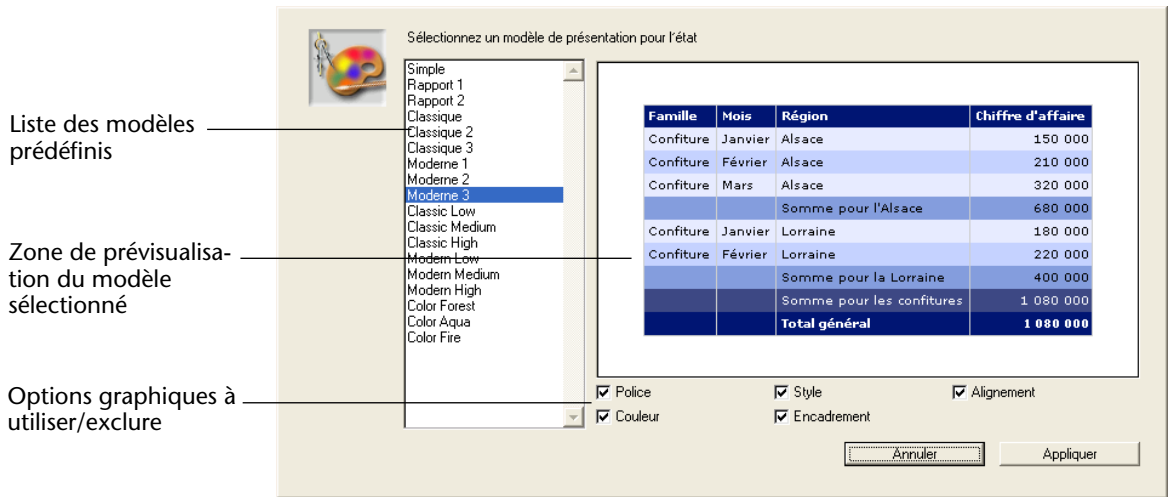 Sélectionnez un modèle de présentation pour l'état
Liste des modèles
prédéfinis
Zone de prévisualisa-
tion du modèle
sélectionné
Options graphiques à
utiliser/exclure
Simple
Rapport 1
Rapport 2
Classique
Classique 2
Classique 3
Moderne 1
Moderne 2
Moderne 3
Classic Low
Classic Medium
Classic High
Modern Low
Modern Medium
Modern High
Color Forest
Color Aqua
Color Fire
Famille Mois Région Chiffre d'affaire
Confiture Janvier Alsace 150 000
Confiture Février Alsace 210 000
Confiture Mars Alsace 320 000
Somme pour l'Alsace 680 000
Confiture Janvier Lorraine 180 000
Confiture Février Lorraine 220 000
Somme pour la Lorraine 400 000
Somme pour les confitures 1 080 000
Total général 1 080 000
Police Style Alignement
Couleur Encadrement
Annuler Appliquer